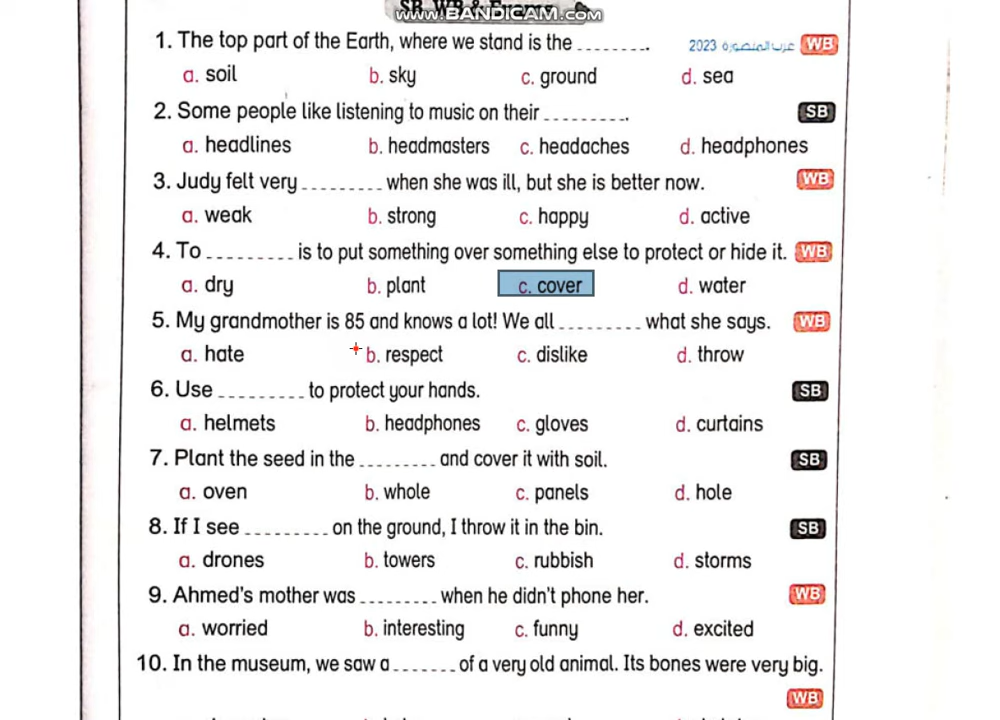 WWW.BANDICAM.COM
1. The top part of the Earth, where we stand is the ........ . عزب المنصورة 2023 WB
a. soil b. sky c. ground d. sea
2. Some people like listening to music on their ......... . SB
a. headlines b. headmasters c. headaches d. headphones
3. Judy felt very ......... when she was ill, but she is better now. WB
a. weak b. strong c. happy d. active
4. To ......... is to put something over something else to protect or hide it. WB
a. dry b. plant c. cover d. water
5. My grandmother is 85 and knows a lot! We all ......... what she says. WB
a. hate b. respect c. dislike d. throw
6. Use ......... to protect your hands. SB
a. helmets b. headphones c. gloves d. curtains
7. Plant the seed in the ........ and cover it with soil. SB
a. oven b. whole c. panels d. hole
8. If I see ......... on the ground, I throw it in the bin. SB
a. drones b. towers c. rubbish d. storms
9. Ahmed's mother was ........ when he didn't phone her. WB
a. worried b. interesting c. funny d. excited
10. In the museum, we saw a ....... of a very old animal. Its bones were very big.
WB